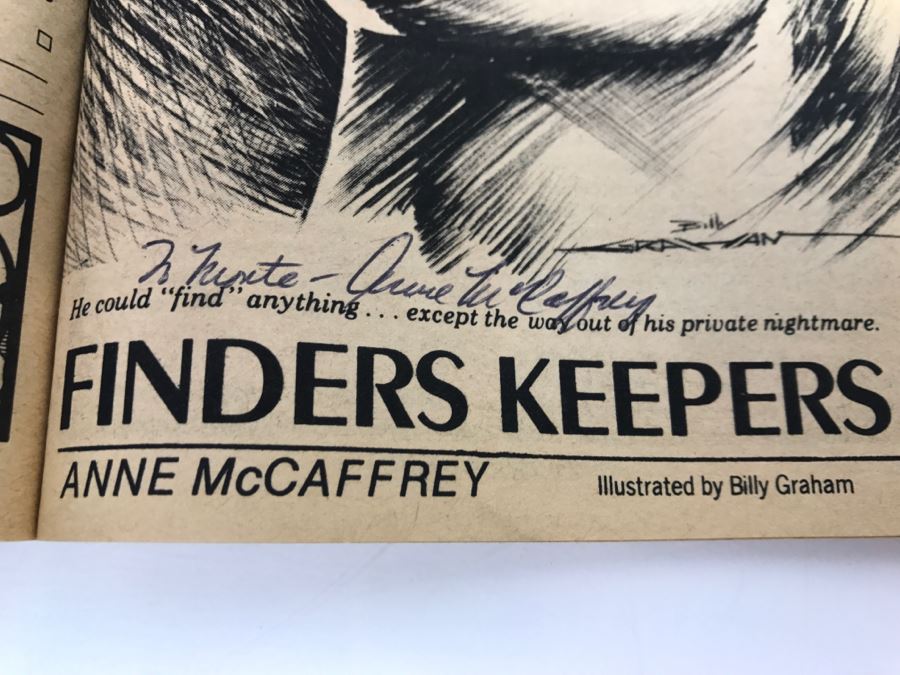 Billy
GRAHAM
To Monte – Anne McCaffrey
He could "find" anything . . . except the way out of his private nightmare.
FINDERS KEEPERS
ANNE McCAFFREY
Illustrated by Billy Graham